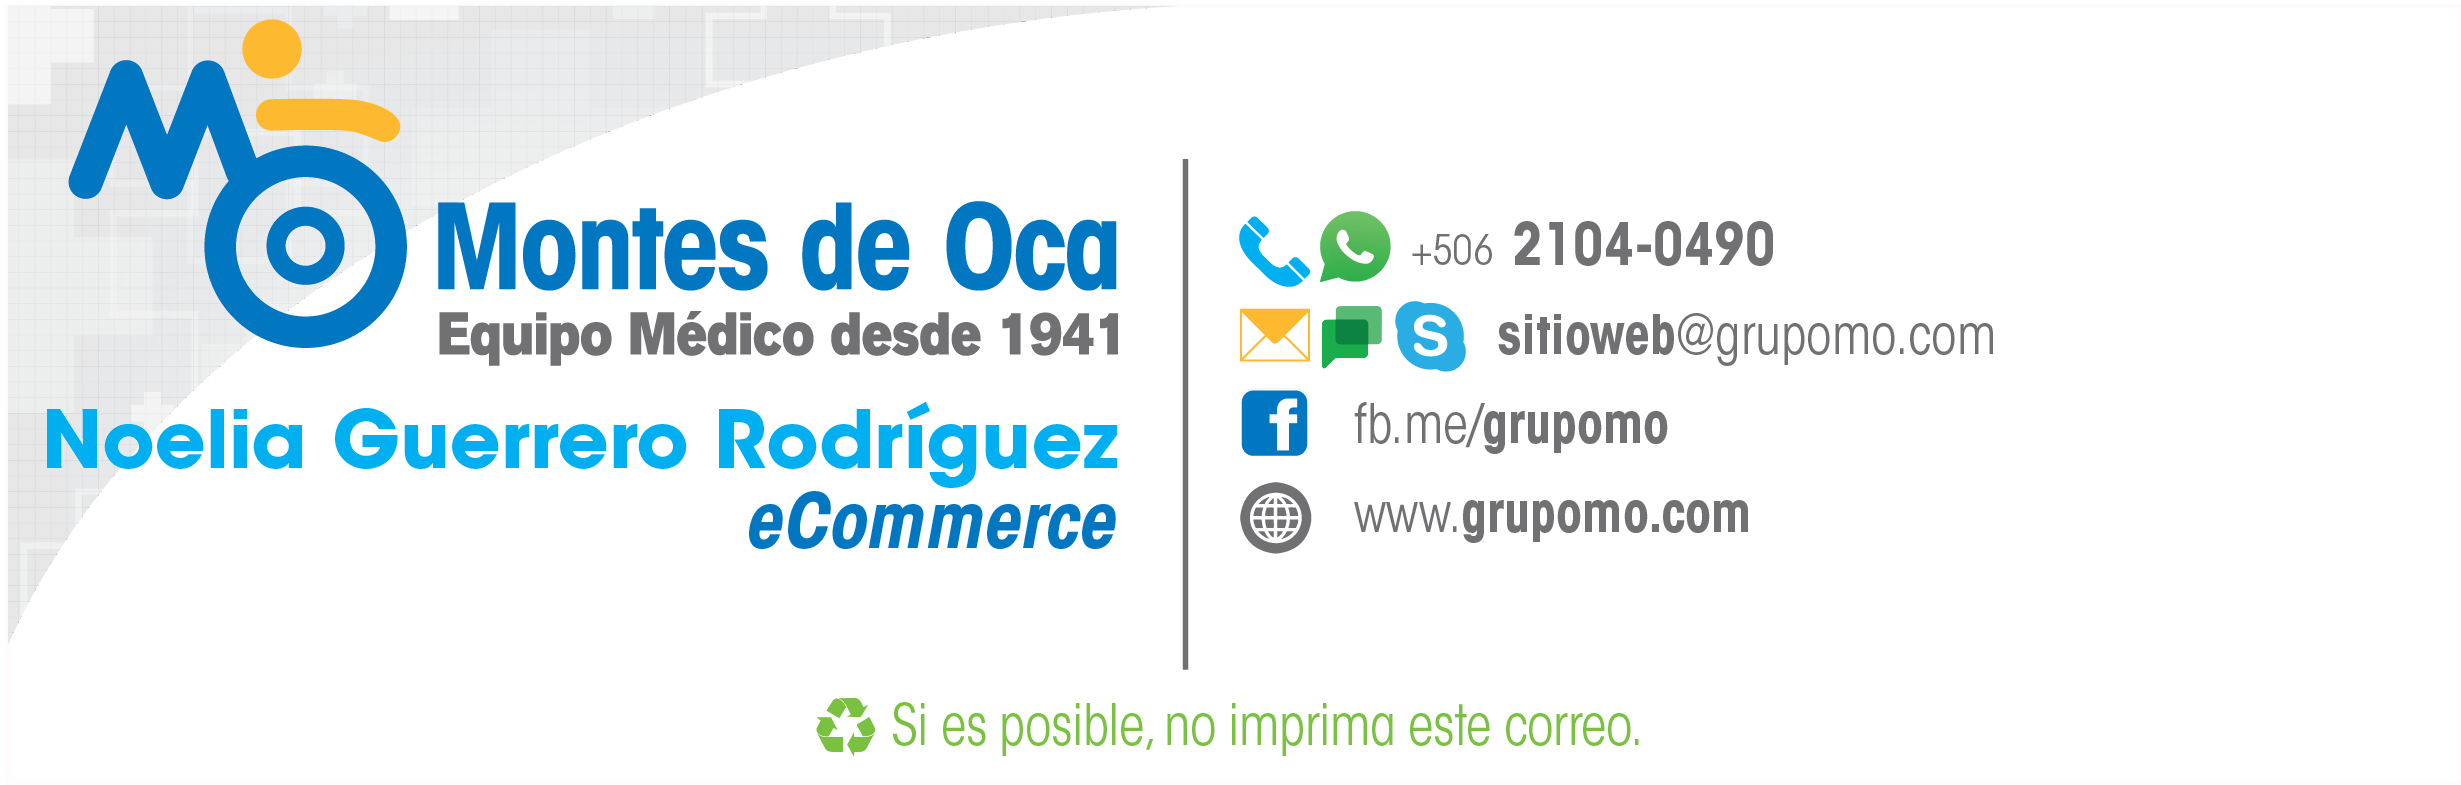 Montes de Oca
Equipo Médico desde 1941
Noelia Guerrero Rodríguez
eCommerce
+506 2104-0490
sitioweb@grupomo.com
fb.me/grupomo
www.grupomo.com
Si es posible, no imprima este correo.